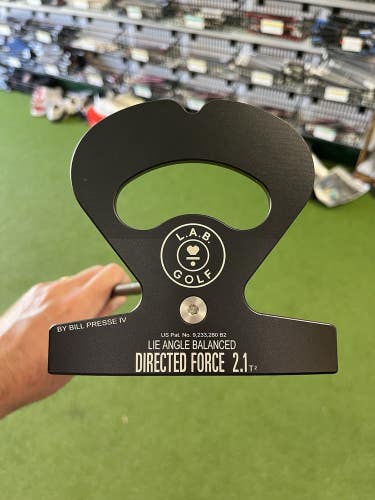 L.A.B.
GOLF
BY BILL PRESSE IV
US Pat. No. 9,233,280 B2
LIE ANGLE BALANCED
DIRECTED FORCE 2.1 T²